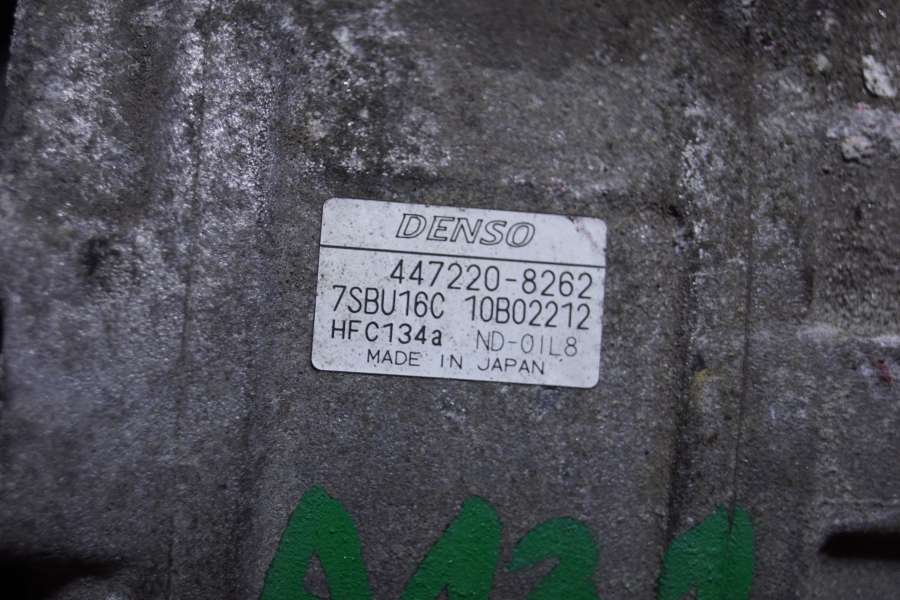 DENSO
447220-8262
7SBU16C 10B02212
HFC134a ND-OIL8
MADE IN JAPAN